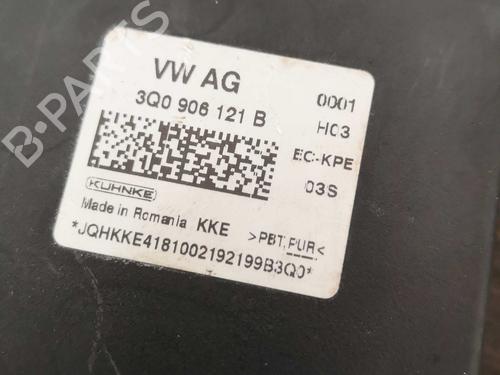 VW AG
3Q0 906 121 B
0001
H03
EC-KPE
03S
KUHNKE
Made in Romania KKE
>PBT,PUR<
*JQHKKE4181002192199B3Q0*
B-PARTS